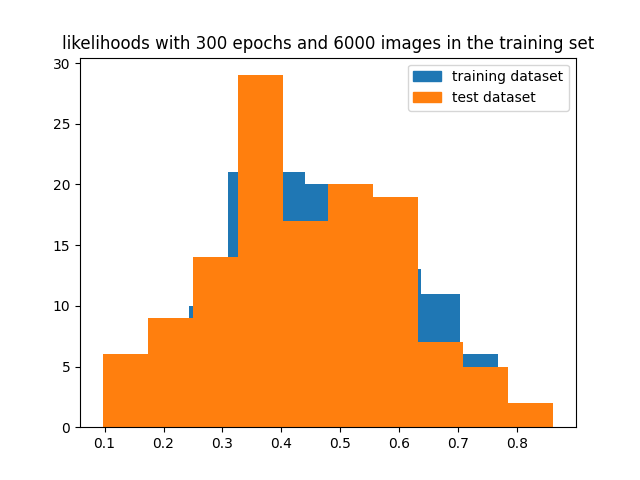 likelihoods with 300 epochs and 6000 images in the training set
training dataset
test dataset
30
25
20
15
10
5
0
0.1 0.2 0.3 0.4 0.5 0.6 0.7 0.8